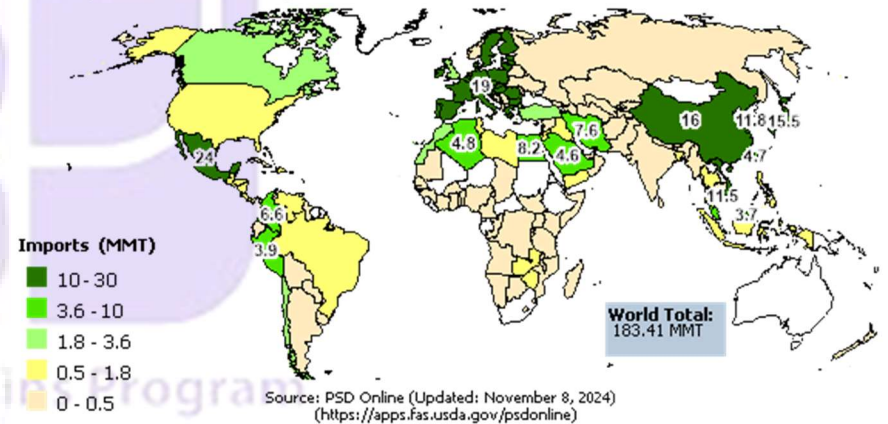 19
16
11.8
15.5
4.7
24
4.8
8.2
7.6
4.6
11.5
3.7
6.6
3.9
Imports (MMT)
10 - 30
3.6 - 10
1.8 - 3.6
0.5 - 1.8
0 - 0.5
World Total:
183.41 MMT
ins Program
Source: PSD Online (Updated: November 8, 2024)
(https://apps.fas.usda.gov/psdonline)